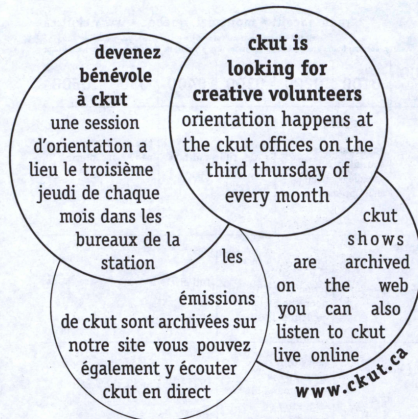 devenez
bénévole
à ckut
une session
d'orientation a
lieu le troisième
jeudi de chaque
mois dans les
bureaux de la
station
ckut is
looking for
creative volunteers
orientation happens at
the ckut offices on the
third thursday of
every month
les
émissions
de ckut sont archivées sur
notre site vous pouvez
également y écouter
ckut en direct
ckut
shows
are archived
on the web
you can also
listen to ckut
live online
www.ckut.ca